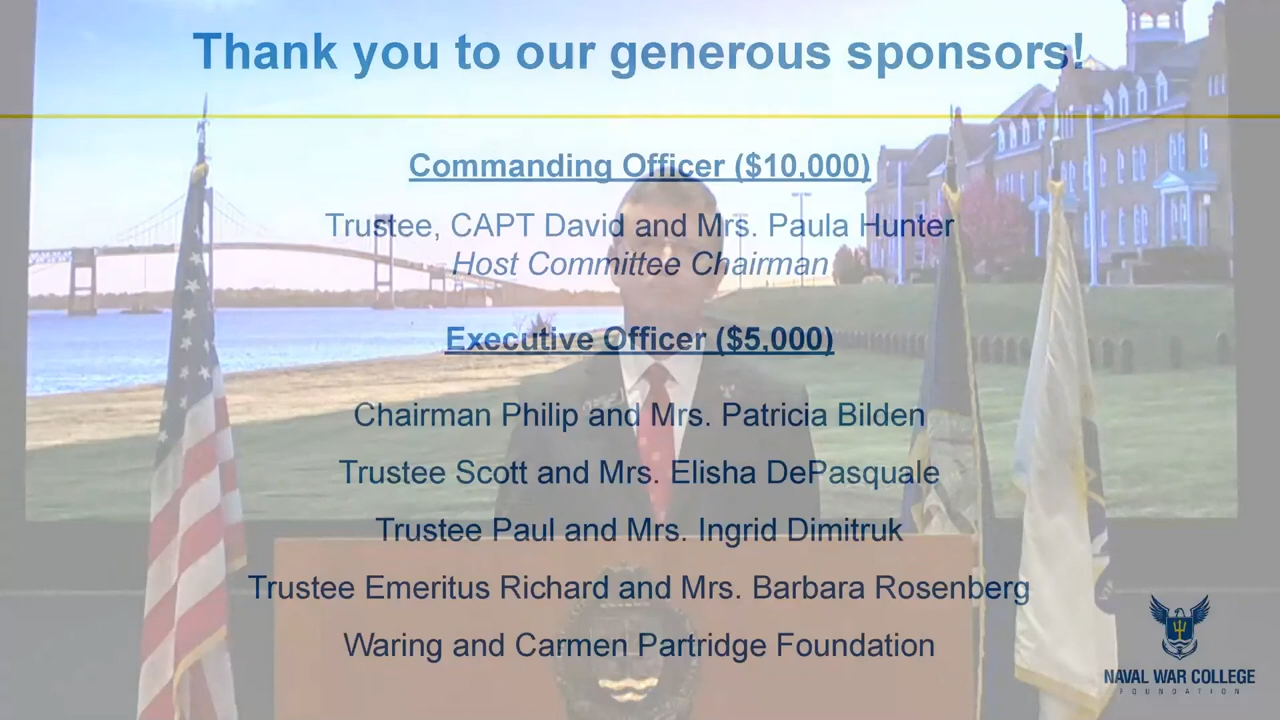 Thank you to our generous sponsors!
Commanding Officer ($10,000)
Trustee, CAPT David and Mrs. Paula Hunter
Host Committee Chairman
Executive Officer ($5,000)
Chairman Philip and Mrs. Patricia Bilden
Trustee Scott and Mrs. Elisha DePasquale
Trustee Paul and Mrs. Ingrid Dimitruk
Trustee Emeritus Richard and Mrs. Barbara Rosenberg
Waring and Carmen Partridge Foundation
NAVAL WAR COLLEGE
FOUNDATION